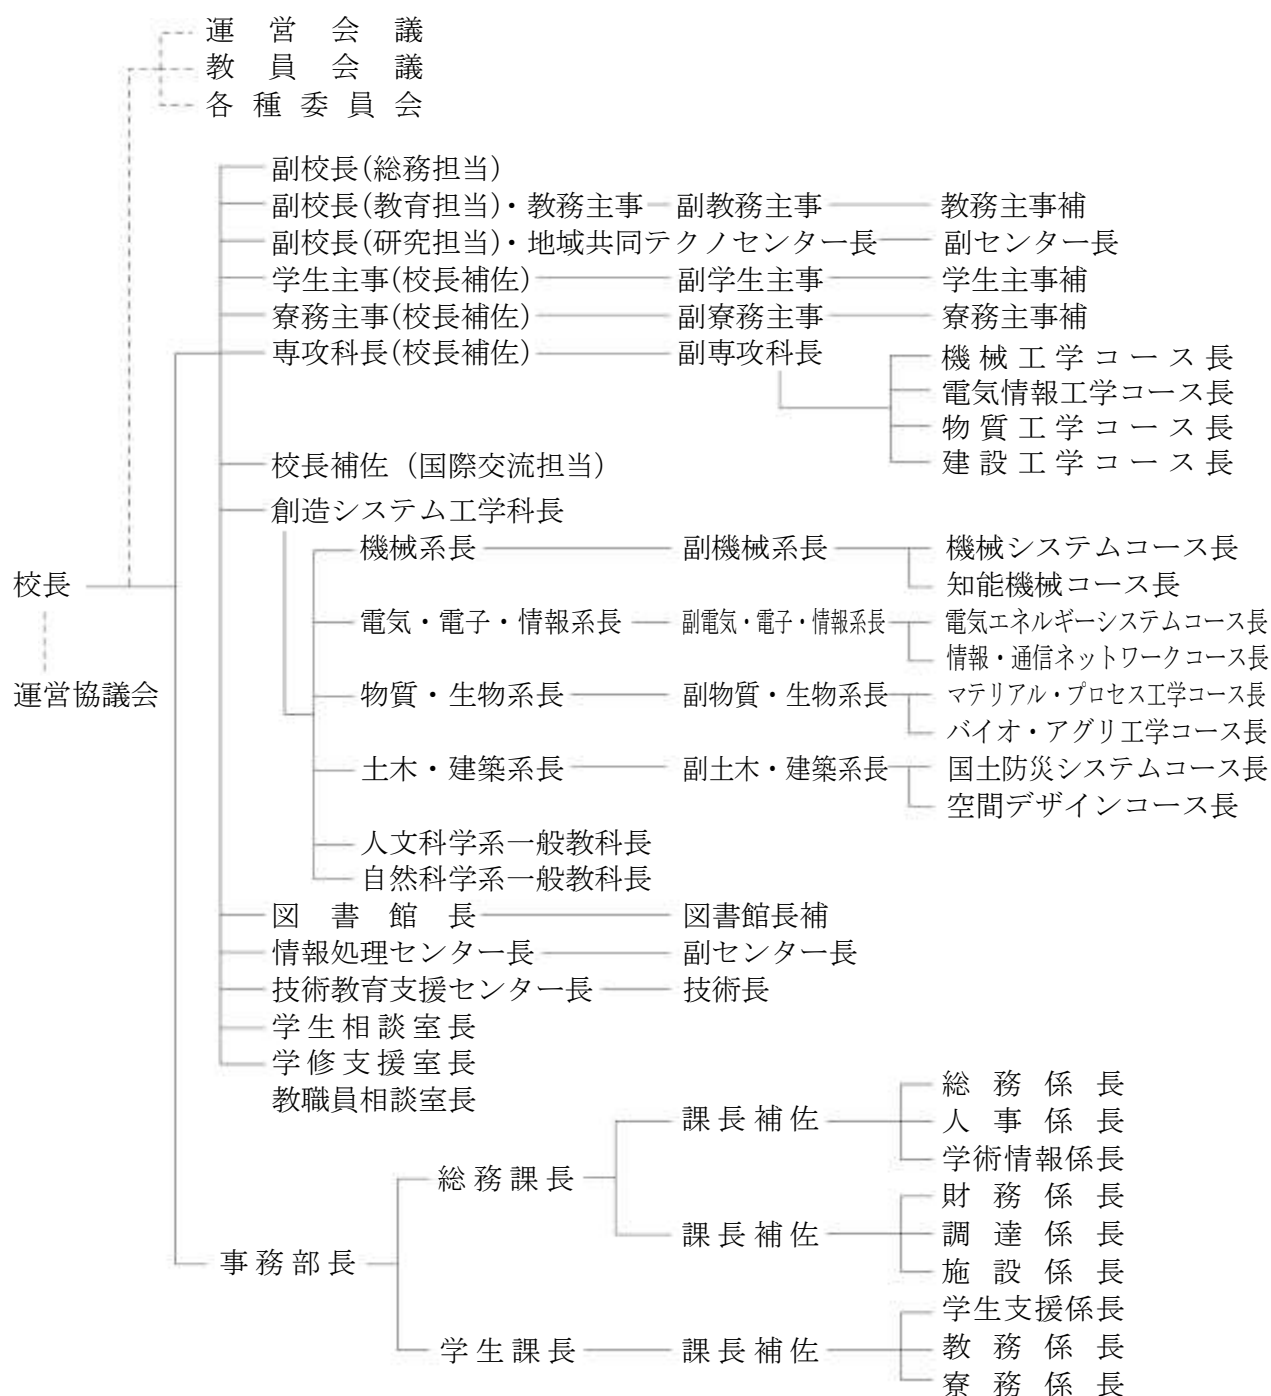 運営会議
教員会議
各種委員会
副校長(総務担当)
副校長(教育担当)・教務主事 副教務主事 教務主事補
副校長(研究担当)・地域共同テクノセンター長 副センター長
学生主事(校長補佐) 副学生主事 学生主事補
寮務主事(校長補佐) 副寮務主事 寮務主事補
専攻科長(校長補佐) 副専攻科長
機械工学コース長
電気情報工学コース長
物質工学コース長
建設工学コース長
校長補佐(国際交流担当)
創造システム工学科長
機械系長 副機械系長 機械システムコース長
知能機械コース長
校長
電気・電子・情報系長 副電気・電子・情報系長 電気エネルギーシステムコース長
情報・通信ネットワークコース長
運営協議会
物質・生物系長 副物質・生物系長 マテリアル・プロセス工学コース長
バイオ・アグリ工学コース長
土木・建築系長 副土木・建築系長 国土防災システムコース長
空間デザインコース長
人文科学系一般教科長
自然科学系一般教科長
図書館長 図書館長補
情報処理センター長 副センター長
技術教育支援センター長 技術長
学生相談室長
学修支援室長
教職員相談室長
事務部長
総務課長
課長補佐
総務係長
人事係長
学術情報係長
課長補佐
財務係長
調達係長
施設係長
学生課長 課長補佐
学生支援係長
教務係長
寮務係長